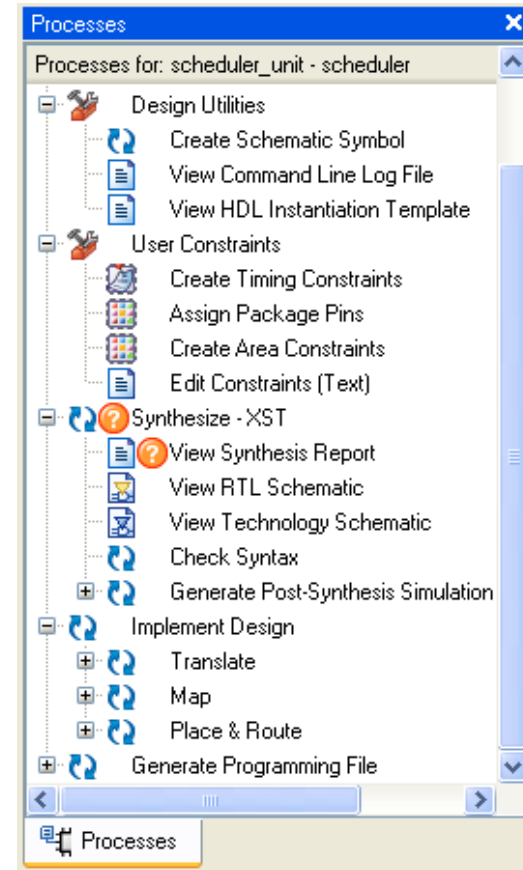 Processes
Processes for: scheduler_unit - scheduler
Design Utilities
Create Schematic Symbol
View Command Line Log File
View HDL Instantiation Template
User Constraints
Create Timing Constraints
Assign Package Pins
Create Area Constraints
Edit Constraints (Text)
Synthesize - XST
View Synthesis Report
View RTL Schematic
View Technology Schematic
Check Syntax
Generate Post-Synthesis Simulation
Implement Design
Translate
Map
Place & Route
Generate Programming File
Processes